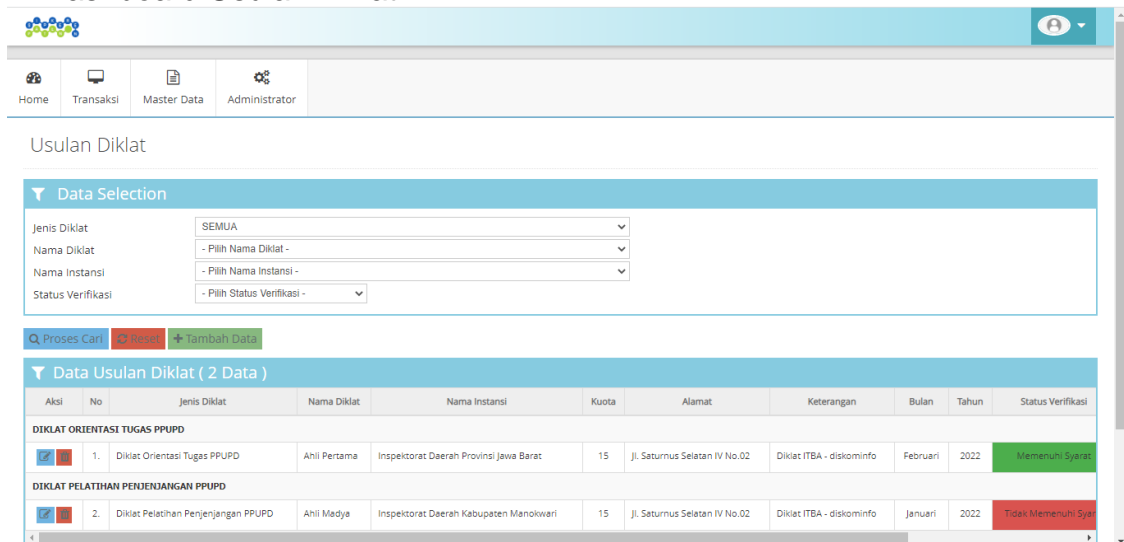 Home
Transaksi
Master Data
Administrator
Usulan Diklat
Data Selection
Jenis Diklat SEMUA
Nama Diklat - Pilih Nama Diklat -
Nama Instansi - Pilih Nama Instansi -
Status Verifikasi - Pilih Status Verifikasi -
Proses Cari Reset Tambah Data
Data Usulan Diklat ( 2 Data )
Aksi No Jenis Diklat Nama Diklat Nama Instansi Kuota Alamat Keterangan Bulan Tahun Status Verifikasi
DIKLAT ORIENTASI TUGAS PPUPD
1. Diklat Orientasi Tugas PPUPD Ahli Pertama Inspektorat Daerah Provinsi Jawa Barat 15 Jl. Saturnus Selatan IV No.02 Diklat ITBA - diskominfo Februari 2022 Memenuhi Syarat
DIKLAT PELATIHAN PENJENJANGAN PPUPD
2. Diklat Pelatihan Penjenjangan PPUPD Ahli Madya Inspektorat Daerah Kabupaten Manokwari 15 Jl. Saturnus Selatan IV No.02 Diklat ITBA - diskominfo Januari 2022 Tidak Memenuhi Syar